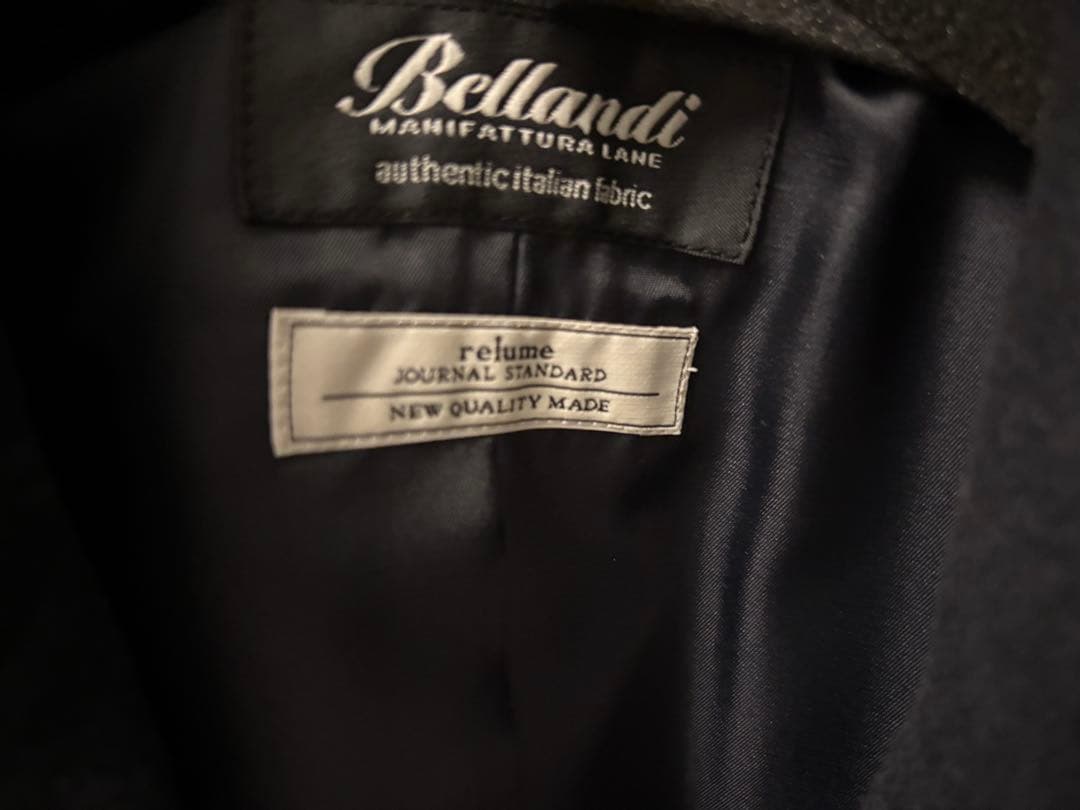 Bellandi
MANIFATTURA LANE
authentic italian fabric
relume
JOURNAL STANDARD
NEW QUALITY MADE